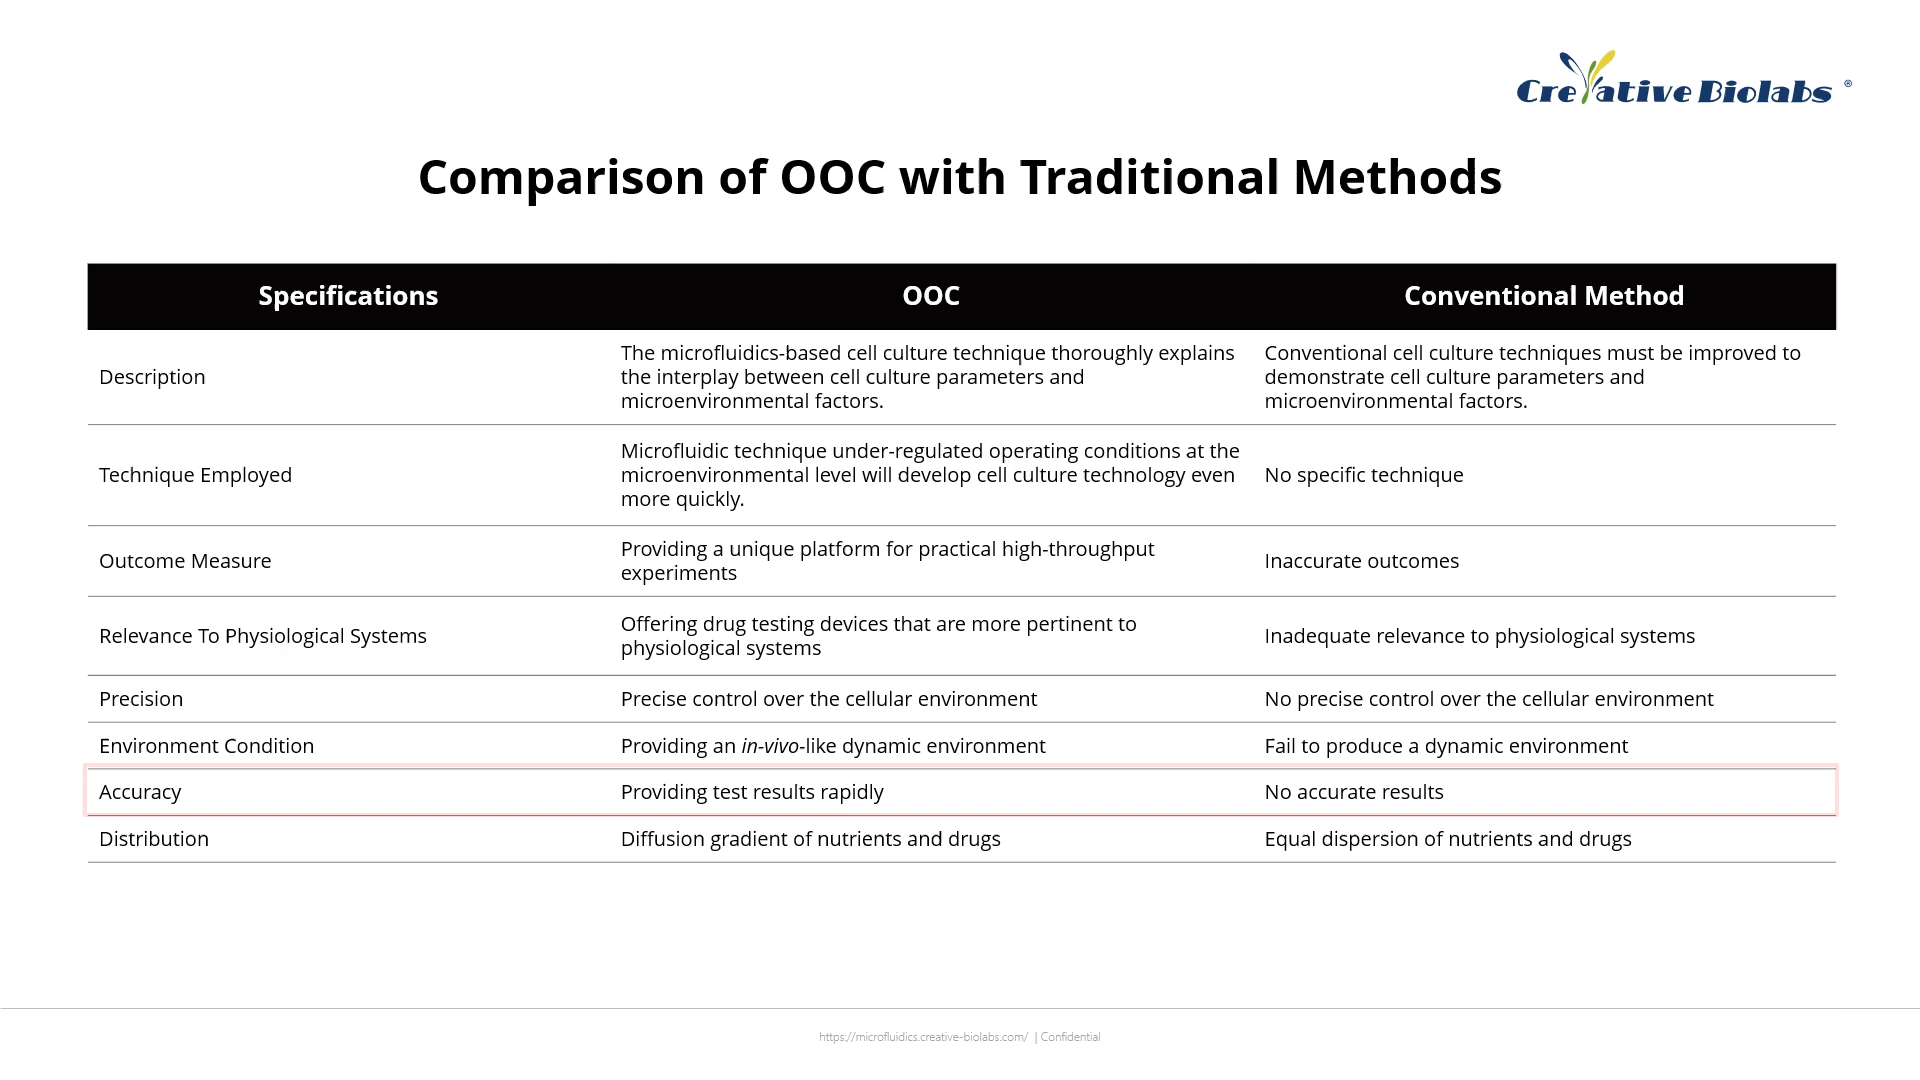 Creative Biolabs ®
Comparison of OOC with Traditional Methods
Specifications OOC Conventional Method
Description
The microfluidics-based cell culture technique thoroughly explains
the interplay between cell culture parameters and
microenvironmental factors.
Conventional cell culture techniques must be improved to
demonstrate cell culture parameters and
microenvironmental factors.
Technique Employed
Microfluidic technique under-regulated operating conditions at the
microenvironmental level will develop cell culture technology even
more quickly.
No specific technique
Outcome Measure
Providing a unique platform for practical high-throughput
experiments
Inaccurate outcomes
Relevance To Physiological Systems
Offering drug testing devices that are more pertinent to
physiological systems
Inadequate relevance to physiological systems
Precision
Precise control over the cellular environment
No precise control over the cellular environment
Environment Condition
Providing an in-vivo-like dynamic environment
Fail to produce a dynamic environment
Accuracy
Providing test results rapidly
No accurate results
Distribution
Diffusion gradient of nutrients and drugs
Equal dispersion of nutrients and drugs
https://microfluidics.creative-biolabs.com/ | Confidential